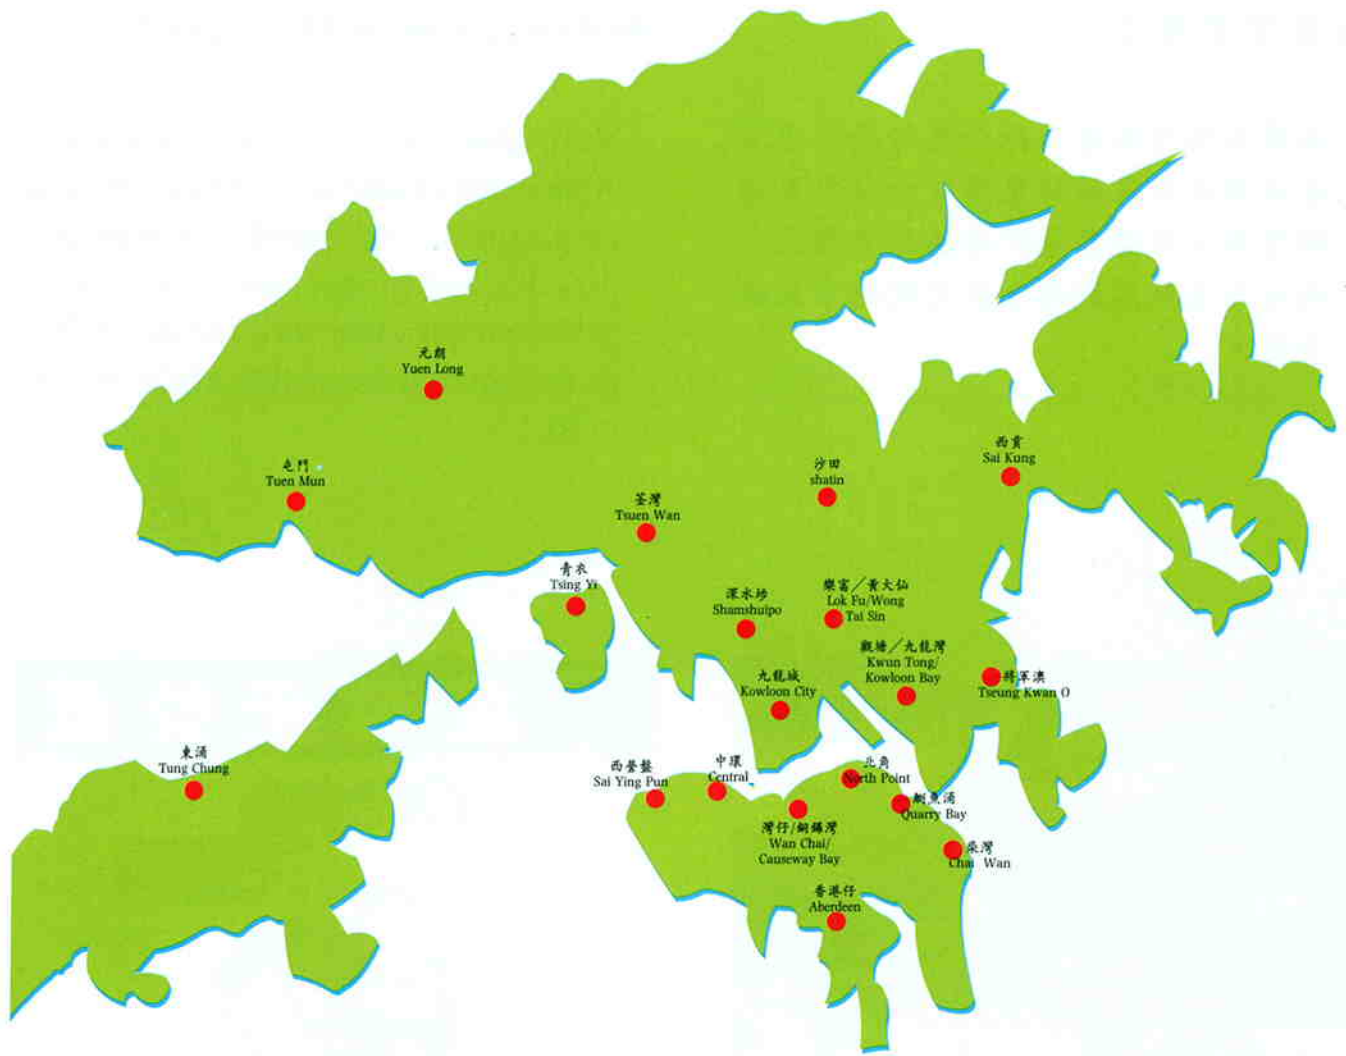 元朗
Yuen Long
屯門
Tuen Mun
荃灣
Tsuen Wan
沙田
shatin
西貢
Sai Kung
青衣
Tsing Yi
深水埗
Shamshuipo
樂富／黃大仙
Lok Fu/Wong
Tai Sin
觀塘／九龍灣
Kwun Tong/
Kowloon Bay
將軍澳
Tseung Kwan O
九龍城
Kowloon City
東涌
Tung Chung
西營盤
Sai Ying Pun
中環
Central
北角
North Point
鰂魚涌
Quarry Bay
灣仔/銅鑼灣
Wan Chai/
Causeway Bay
柴灣
Chai Wan
香港仔
Aberdeen